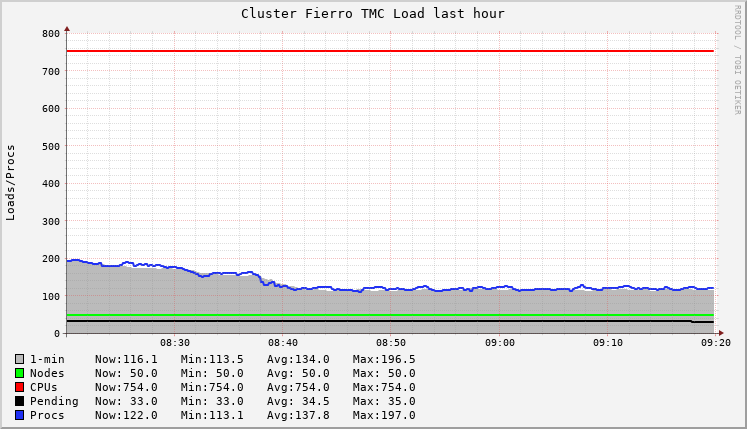 Cluster Fierro TMC Load last hour
RRDTOOL / TOBI OETIKER
Loads/Procs
800
700
600
500
400
300
200
100
0
08:30 08:40 08:50 09:00 09:10 09:20
1-min Now:116.1 Min:113.5 Avg:134.0 Max:196.5
Nodes Now: 50.0 Min: 50.0 Avg: 50.0 Max: 50.0
CPUs Now:754.0 Min:754.0 Avg:754.0 Max:754.0
Pending Now: 33.0 Min: 33.0 Avg: 34.5 Max: 35.0
Procs Now:122.0 Min:113.1 Avg:137.8 Max:197.0